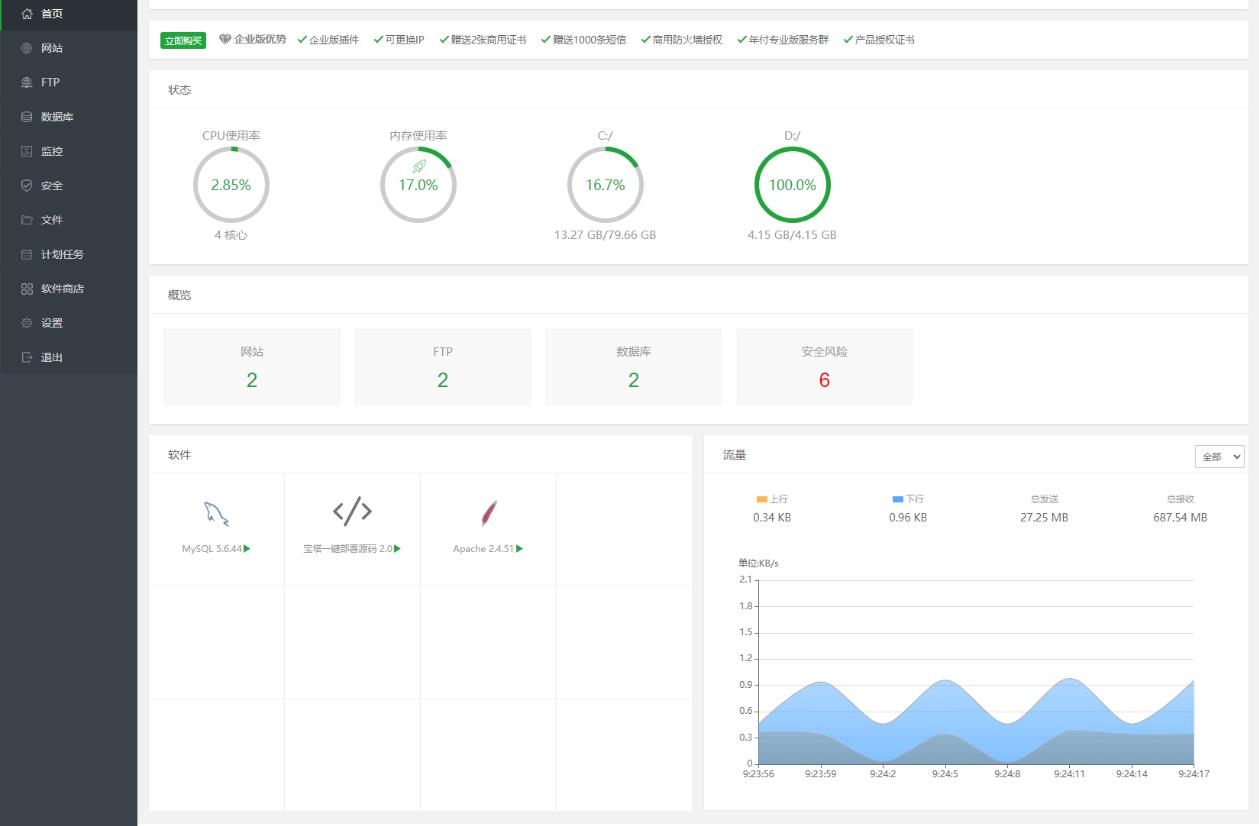 首页
网站
FTP
数据库
监控
安全
文件
计划任务
软件商店
设置
退出
立即购买 企业版优势 企业版插件 可更换IP 赠送2张商用证书 赠送1000条短信 商用防火墙授权 年付专业版服务群 产品授权证书
状态
CPU使用率 内存使用率 C:/ D:/
2.85% 17.0% 16.7% 100.0%
4 核心 13.27 GB/79.66 GB 4.15 GB/4.15 GB
概览
网站 FTP 数据库 安全风险
2 2 2 6
软件
MySQL 5.6.44 宝塔一键部署源码 2.0 Apache 2.4.51
流量 全部
上行 下行 总发送 总接收
0.34 KB 0.96 KB 27.25 MB 687.54 MB
单位:KB/s
2.1
1.8
1.5
1.2
0.9
0.6
0.3
0
9:23:56 9:23:59 9:24:2 9:24:5 9:24:8 9:24:11 9:24:14 9:24:17